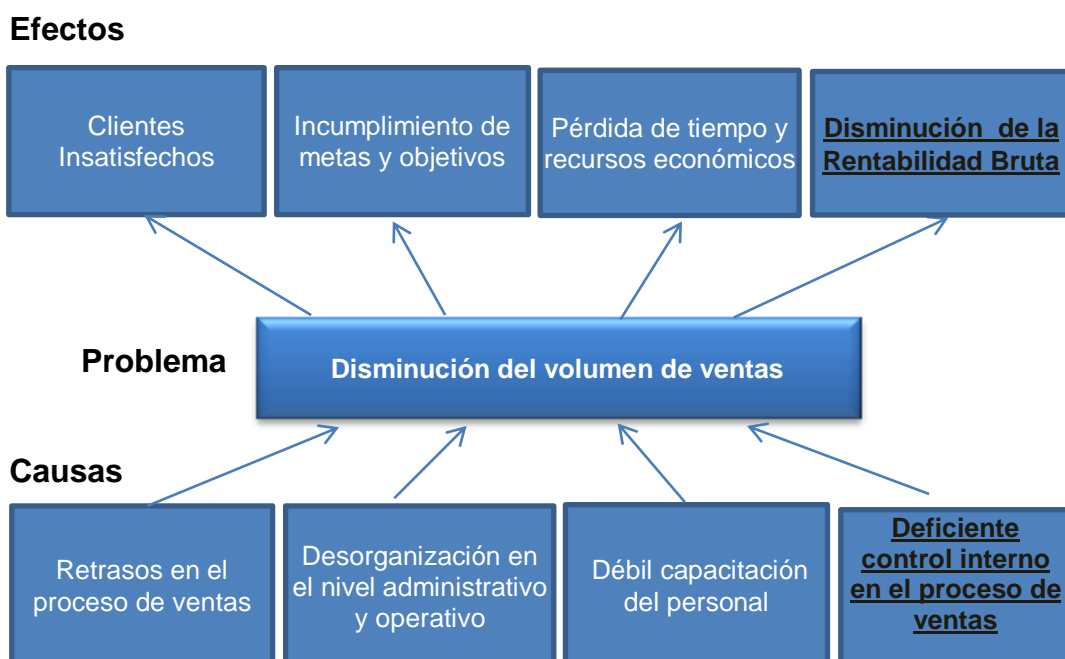 Efectos
Clientes
Insatisfechos
Incumplimiento de
metas y objetivos
Pérdida de tiempo y
recursos económicos
Disminución de la
Rentabilidad Bruta
Problema
Disminución del volumen de ventas
Causas
Retrasos en el
proceso de ventas
Desorganización en
el nivel administrativo
y operativo
Débil capacitación
del personal
Deficiente
control interno
en el proceso de
ventas